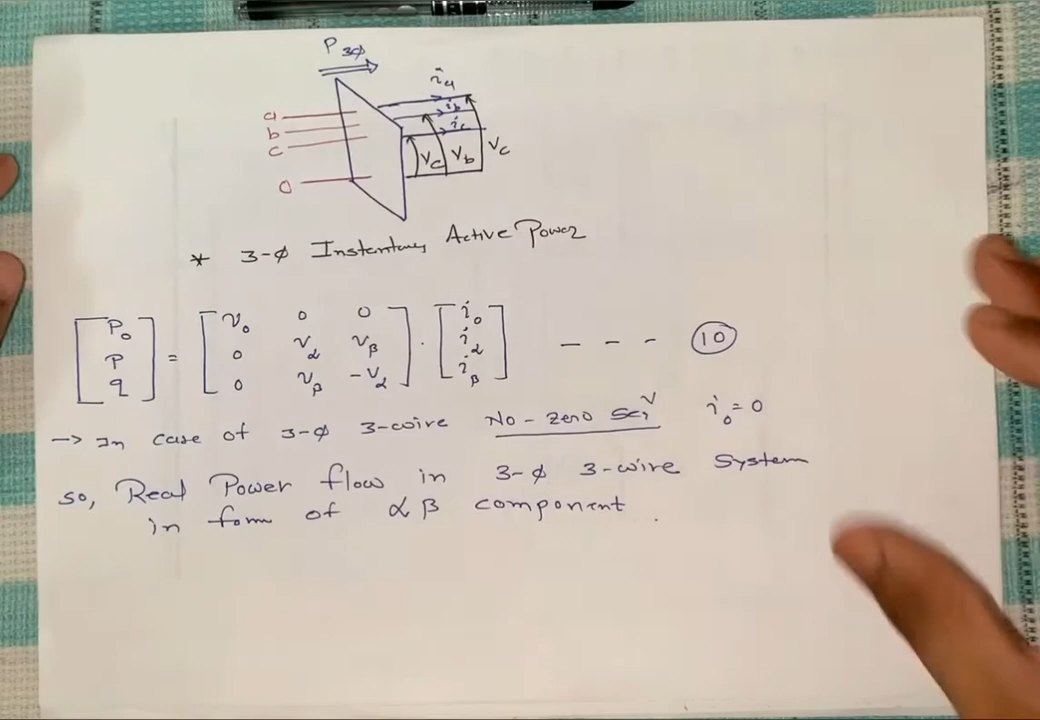 P3φ
ia
a
ib
b
ic
c
Vc Vb Vc
0
* 3-φ Instantany Active Power
[P0 p q] = [v0 0 0; 0 vα vβ; 0 vβ -vα] · [i0 iα iβ] - - - 10
→ In case of 3-φ 3-wire No-zero i0 = 0
so, Real Power flow in 3-φ 3-wire System
in form of αβ component.